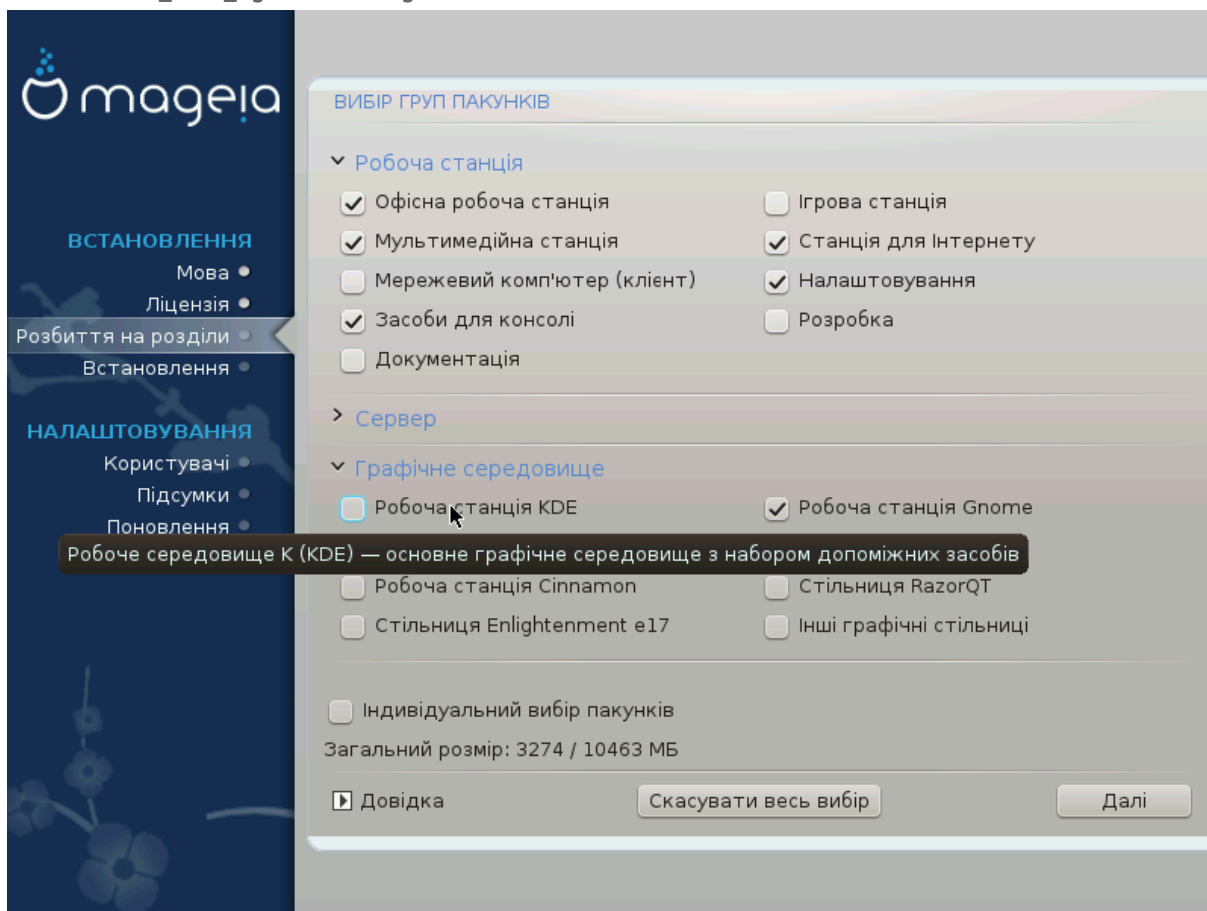 mageia
ВИБІР ГРУП ПАКУНКІВ
Робоча станція
Офісна робоча станція
Ігрова станція
Мультимедійна станція
Станція для Інтернету
Мережевий комп'ютер (клієнт)
Налаштовування
Засоби для консолі
Розробка
Документація
Сервер
Графічне середовище
Робоча станція KDE
Робоча станція Gnome
Робоче середовище K (KDE) — основне графічне середовище з набором допоміжних засобів
Робоча станція Cinnamon
Стільниця RazorQT
Стільниця Enlightenment e17
Інші графічні стільниці
Індивідуальний вибір пакунків
Загальний розмір: 3274 / 10463 МБ
Довідка
Скасувати весь вибір
Далі
ВСТАНОВЛЕННЯ
Мова
Ліцензія
Розбиття на розділи
Встановлення
НАЛАШТОВУВАННЯ
Користувачі
Підсумки
Поновлення